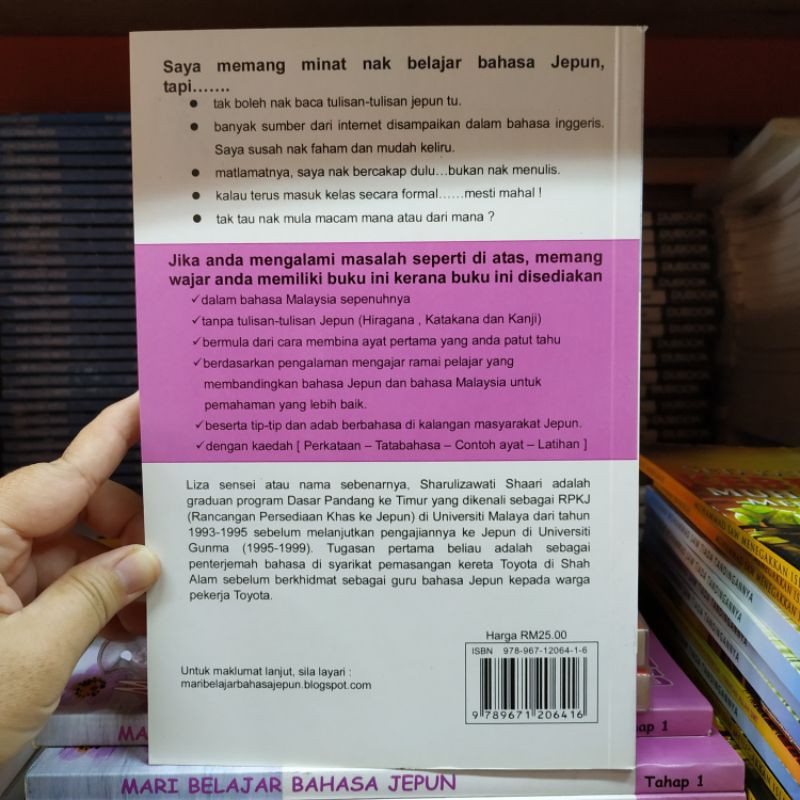 Saya memang minat nak belajar bahasa Jepun,
tapi.......
● tak boleh nak baca tulisan-tulisan jepun tu.
● banyak sumber dari internet disampaikan dalam bahasa inggeris.
Saya susah nak faham dan mudah keliru.
● matlamatnya, saya nak bercakap dulu...bukan nak menulis.
● kalau terus masuk kelas secara formal......mesti mahal !
● tak tau nak mula macam mana atau dari mana ?
Jika anda mengalami masalah seperti di atas, memang
wajar anda memiliki buku ini kerana buku ini disediakan
✓dalam bahasa Malaysia sepenuhnya
✓tanpa tulisan-tulisan Jepun (Hiragana , Katakana dan Kanji)
✓bermula dari cara membina ayat pertama yang anda patut tahu
✓berdasarkan pengalaman mengajar ramai pelajar yang
membandingkan bahasa Jepun dan bahasa Malaysia untuk
pemahaman yang lebih baik.
✓beserta tip-tip dan adab berbahasa di kalangan masyarakat Jepun.
✓dengan kaedah [ Perkataan – Tatabahasa – Contoh ayat – Latihan ]
Liza sensei atau nama sebenarnya, Sharulizawati Shaari adalah
graduan program Dasar Pandang ke Timur yang dikenali sebagai RPKJ
(Rancangan Persediaan Khas ke Jepun) di Universiti Malaya dari tahun
1993-1995 sebelum melanjutkan pengajiannya ke Jepun di Universiti
Gunma (1995-1999). Tugasan pertama beliau adalah sebagai
penterjemah bahasa di syarikat pemasangan kereta Toyota di Shah
Alam sebelum berkhidmat sebagai guru bahasa Jepun kepada warga
pekerja Toyota.
Harga RM25.00
ISBN 978-967-12064-1-6
9 789671 206416
Untuk maklumat lanjut, sila layari :
maribelajarbahasajepun.blogspot.com
MA
ap 1
MARI BELAJAR BAHASA JEPUN
Tahap 1